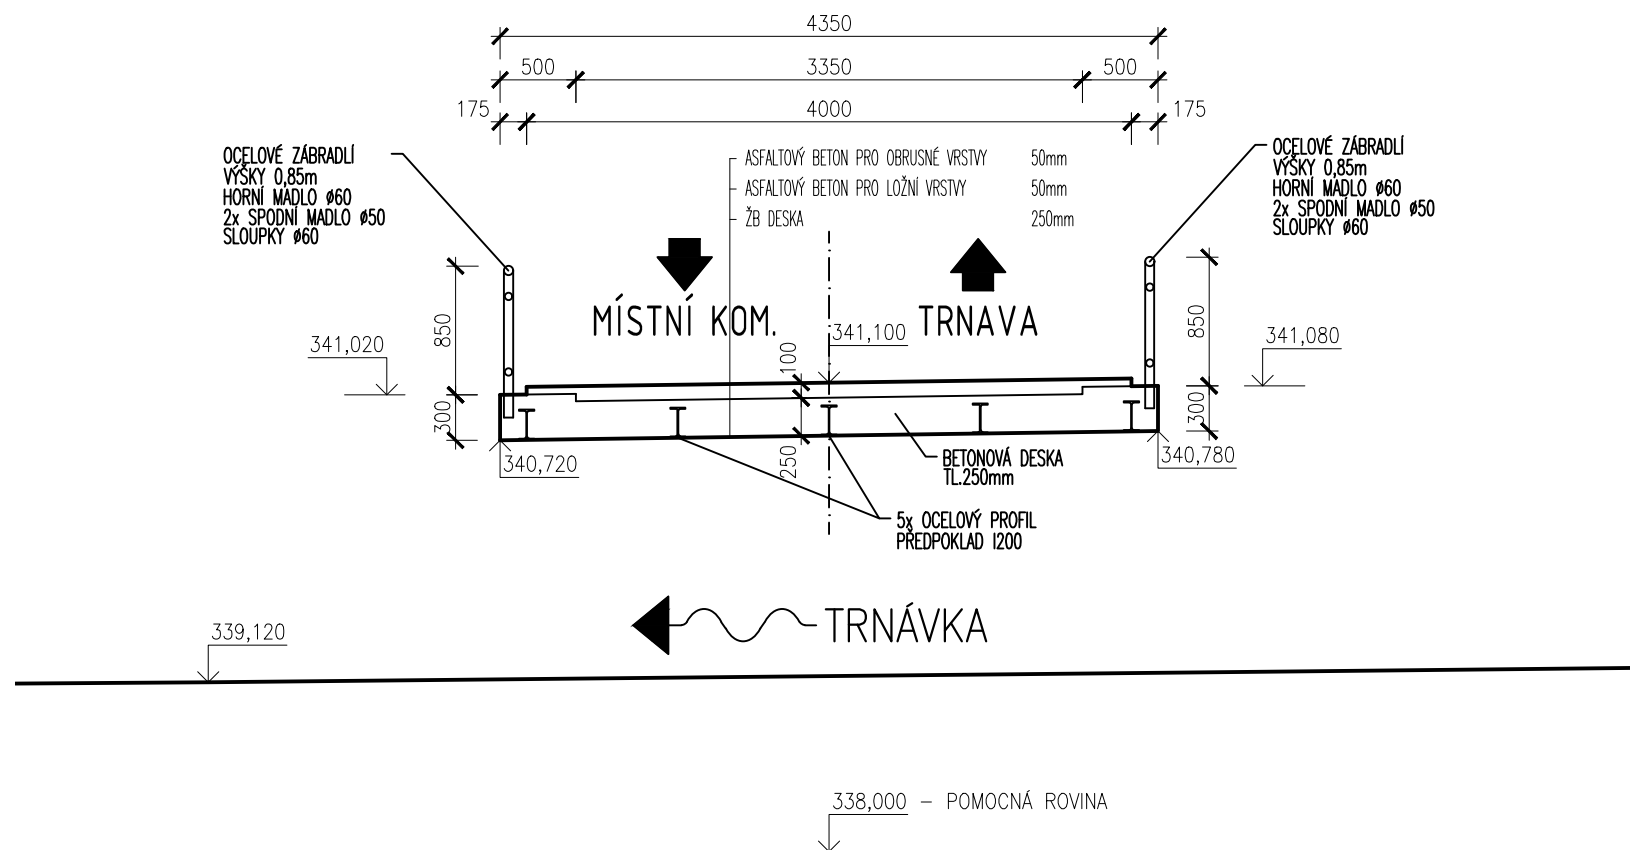 4350
500 3350 500
175 4000 175
OCELOVÉ ZÁBRADLÍ
VÝŠKY 0,85m
HORNÍ MADLO ø60
2x SPODNÍ MADLO ø50
SLOUPKY ø60
ASFALTOVÝ BETON PRO OBRUSNÉ VRSTVY 50mm
ASFALTOVÝ BETON PRO LOŽNÍ VRSTVY 50mm
ŽB DESKA 250mm
OCELOVÉ ZÁBRADLÍ
VÝŠKY 0,85m
HORNÍ MADLO ø60
2x SPODNÍ MADLO ø50
SLOUPKY ø60
MÍSTNÍ KOM.
TRNAVA
341,020
850
300
341,100
100
250
850
300
341,080
340,720
340,780
BETONOVÁ DESKA
TL.250mm
5x OCELOVÝ PROFIL
PŘEDPOKLAD I200
TRNÁVKA
339,120
338,000 – POMOCNÁ ROVINA